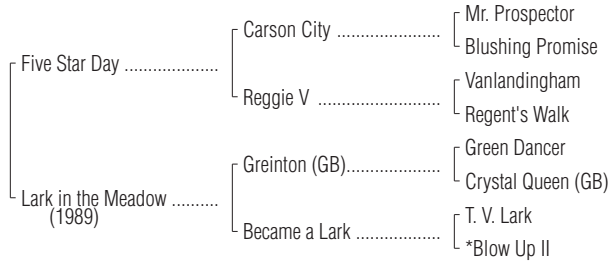 Mr. Prospector
Carson City ......................
Blushing Promise
Five Star Day ....................
Vanlandingham
Reggie V ..........................
Regent's Walk
Green Dancer
Greinton (GB)....................
Crystal Queen (GB)
Lark in the Meadow ..........
(1989)
T. V. Lark
Became a Lark ..................
*Blow Up II